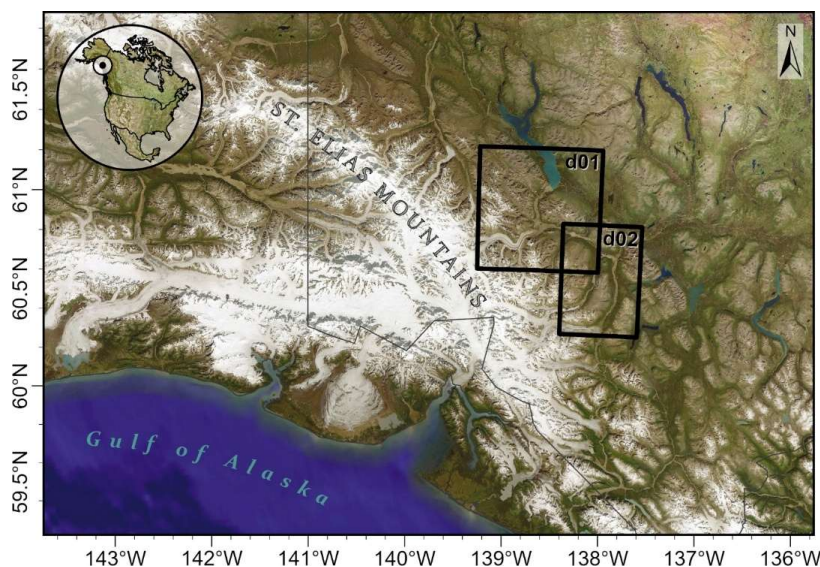 N
ST. ELIAS MOUNTAINS
d01
d02
Gulf of Alaska
61.5°N
61°N
60.5°N
60°N
59.5°N
143°W
142°W
141°W
140°W
139°W
138°W
137°W
136°W